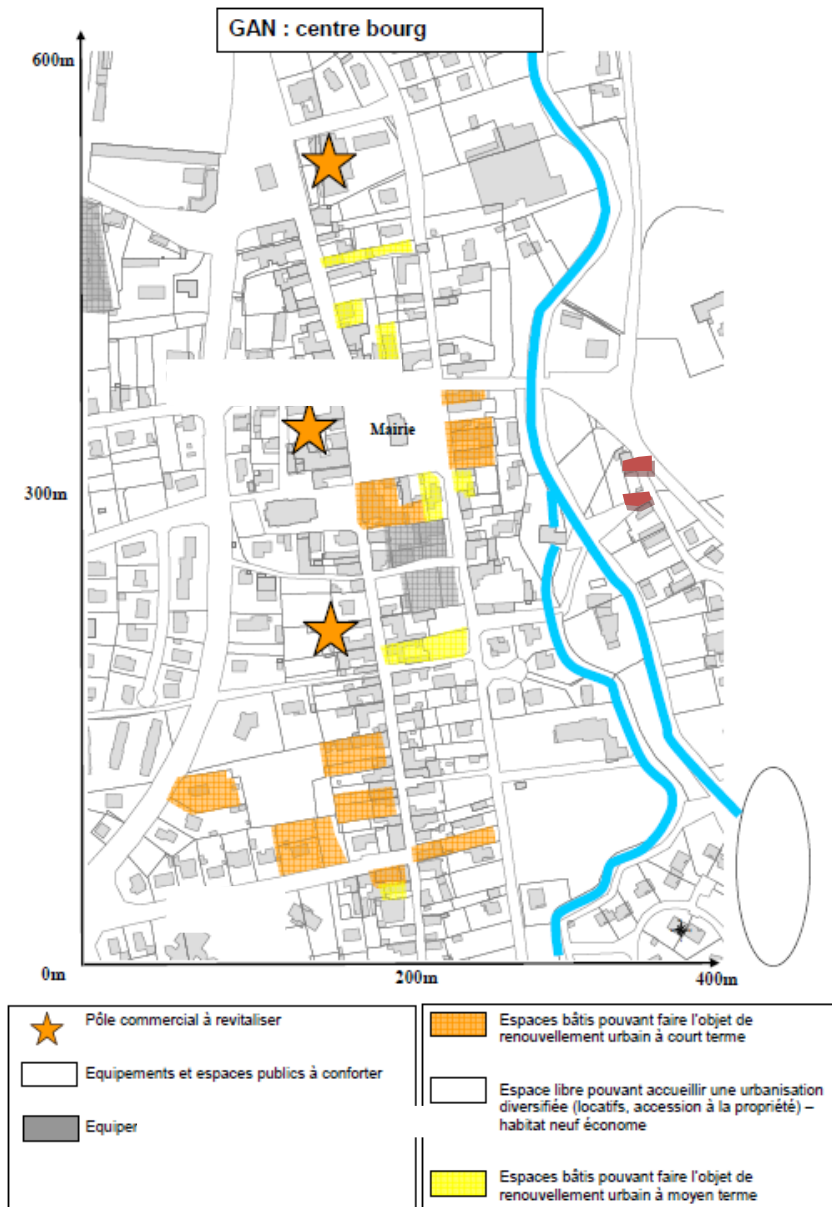 GAN : centre bourg
600m
Mairie
300m
0m
200m
400m
Pôle commercial à revitaliser
Equipements et espaces publics à conforter
Equiper
Espaces bâtis pouvant faire l'objet de
renouvellement urbain à court terme
Espace libre pouvant accueillir une urbanisation
diversifiée (locatifs, accession à la propriété) –
habitat neuf économe
Espaces bâtis pouvant faire l'objet de
renouvellement urbain à moyen terme